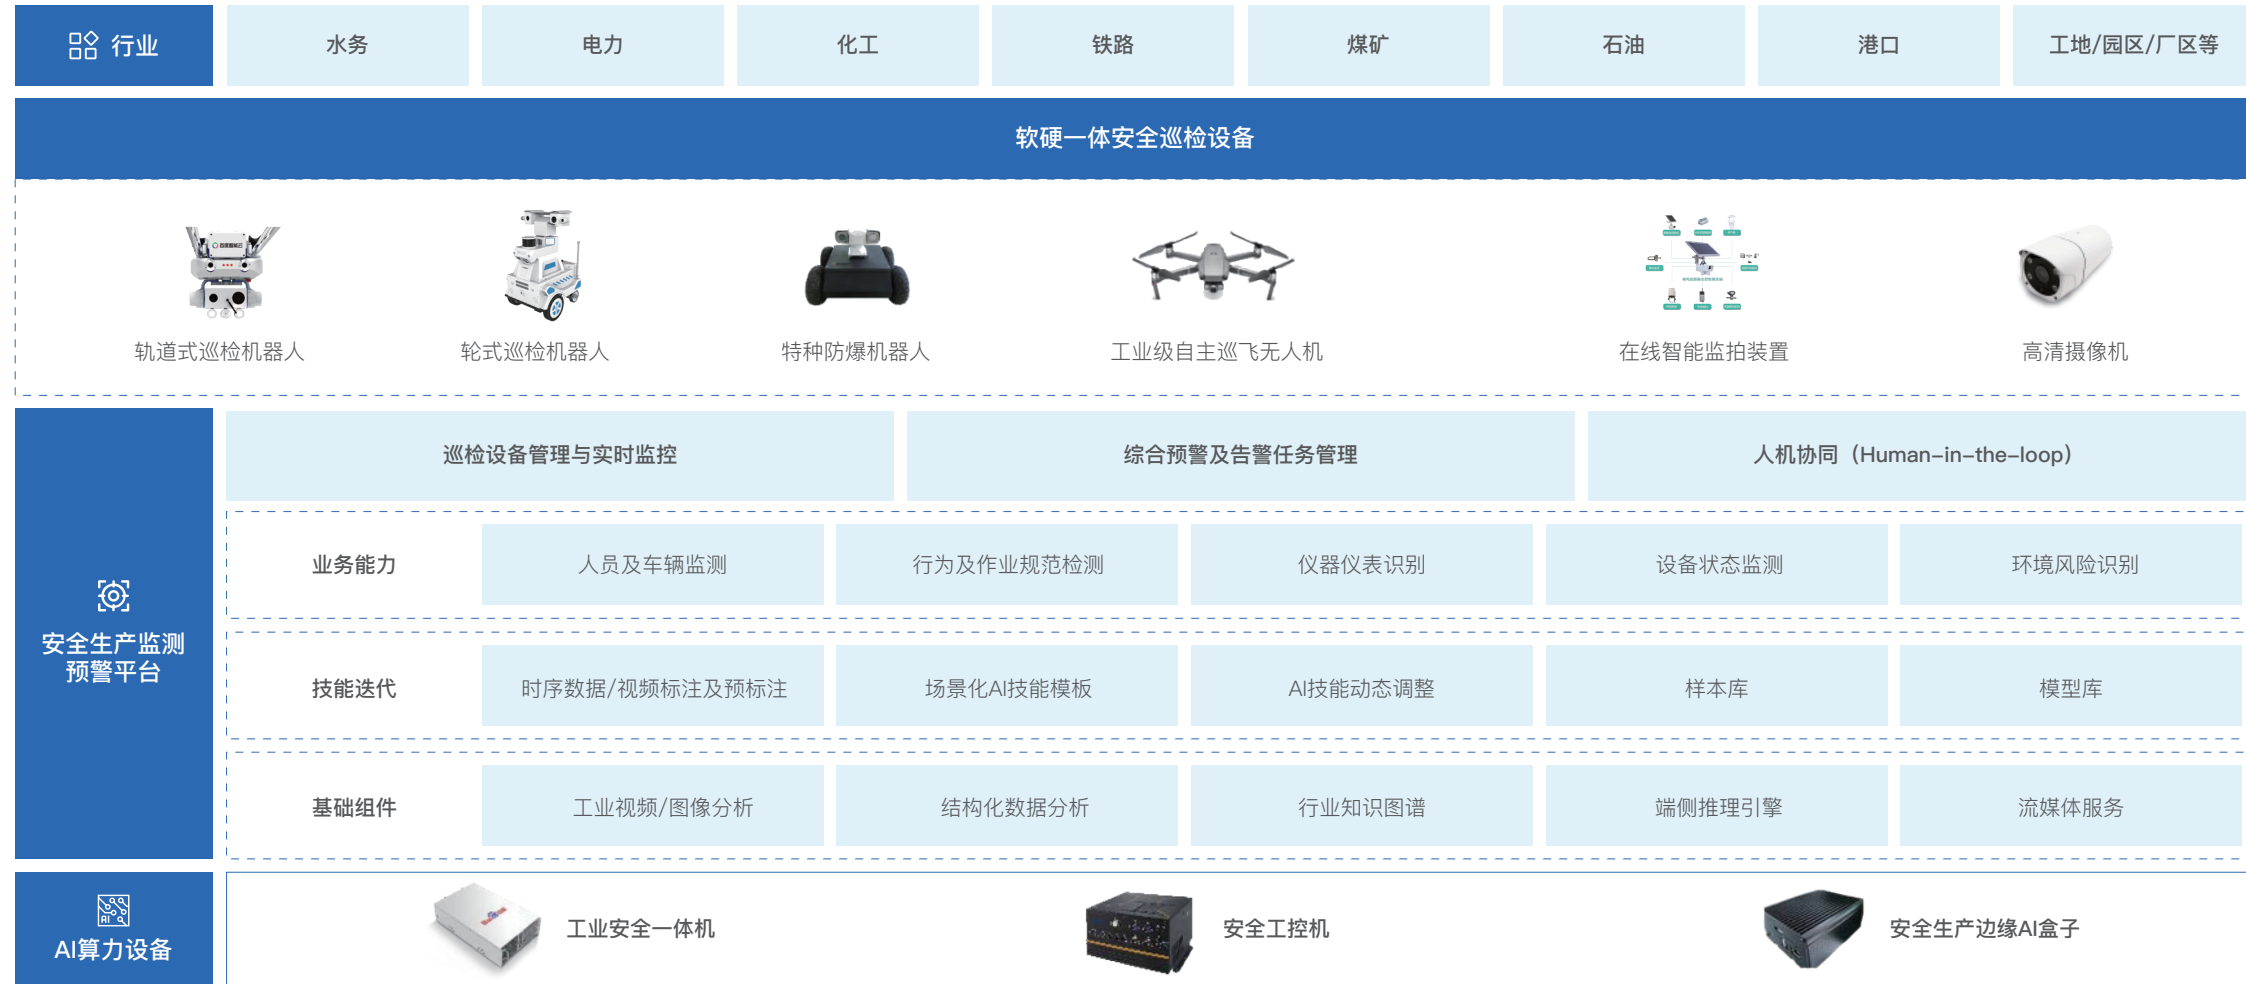 行业
水务
电力
化工
铁路
煤矿
石油
港口
工地/园区/厂区等
软硬一体安全巡检设备
百度智能云
轨道式巡检机器人
轮式巡检机器人
特种防爆机器人
工业级自主巡飞无人机
在线智能监拍装置
高清摄像机
安全生产监测
预警平台
巡检设备管理与实时监控
综合预警及告警任务管理
人机协同（Human-in-the-loop）
业务能力
人员及车辆监测
行为及作业规范检测
仪器仪表识别
设备状态监测
环境风险识别
技能迭代
时序数据/视频标注及预标注
场景化AI技能模板
AI技能动态调整
样本库
模型库
基础组件
工业视频/图像分析
结构化数据分析
行业知识图谱
端侧推理引擎
流媒体服务
AI
AI算力设备
工业安全一体机
安全工控机
安全生产边缘AI盒子